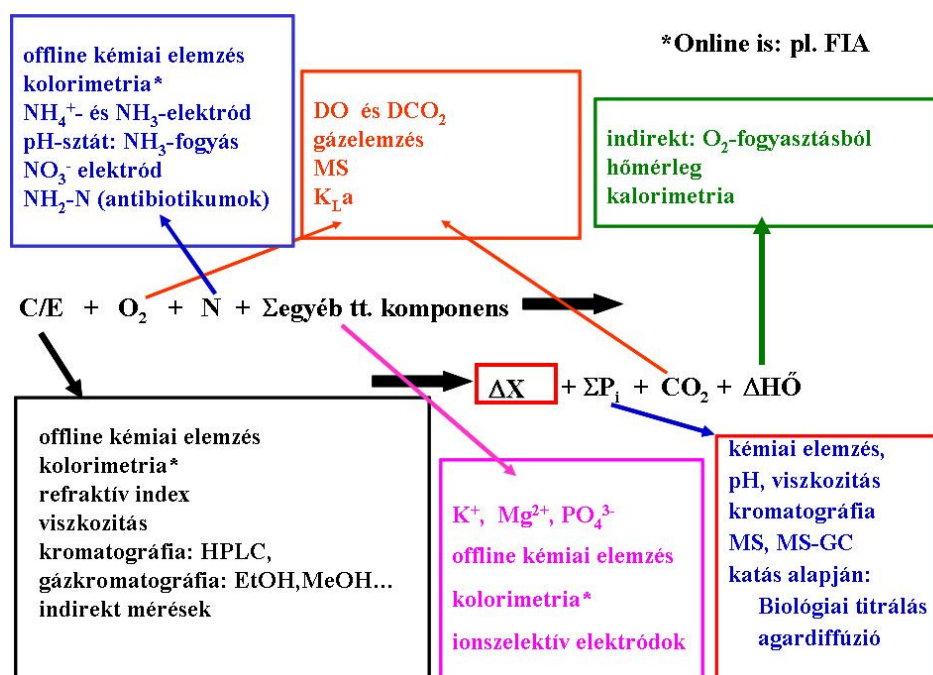 *Online is: pl. FIA
offline kémiai elemzés
kolorimetria*
NH₄⁺- és NH₃-elektród
pH-sztát: NH₃-fogyás
NO₃⁻ elektród
NH₂-N (antibiotikumok)
DO és DCO₂
gázelemzés
MS
K_La
indirekt: O₂-fogyasztásból
hőmérleg
kalorimetria
C/E + O₂ + N + Σegyéb tt. komponens
ΔX + ΣPᵢ + CO₂ + ΔHŐ
offline kémiai elemzés
kolorimetria*
refraktív index
viszkozitás
kromatográfia: HPLC,
gázkromatográfia: EtOH,MeOH...
indirekt mérések
K⁺, Mg²⁺, PO₄³⁻
offline kémiai elemzés
kolorimetria*
ionszelektív elektródok
kémiai elemzés,
pH, viszkozitás
kromatográfia
MS, MS-GC
katás alapján:
Biológiai titrálás
agardiffúzió